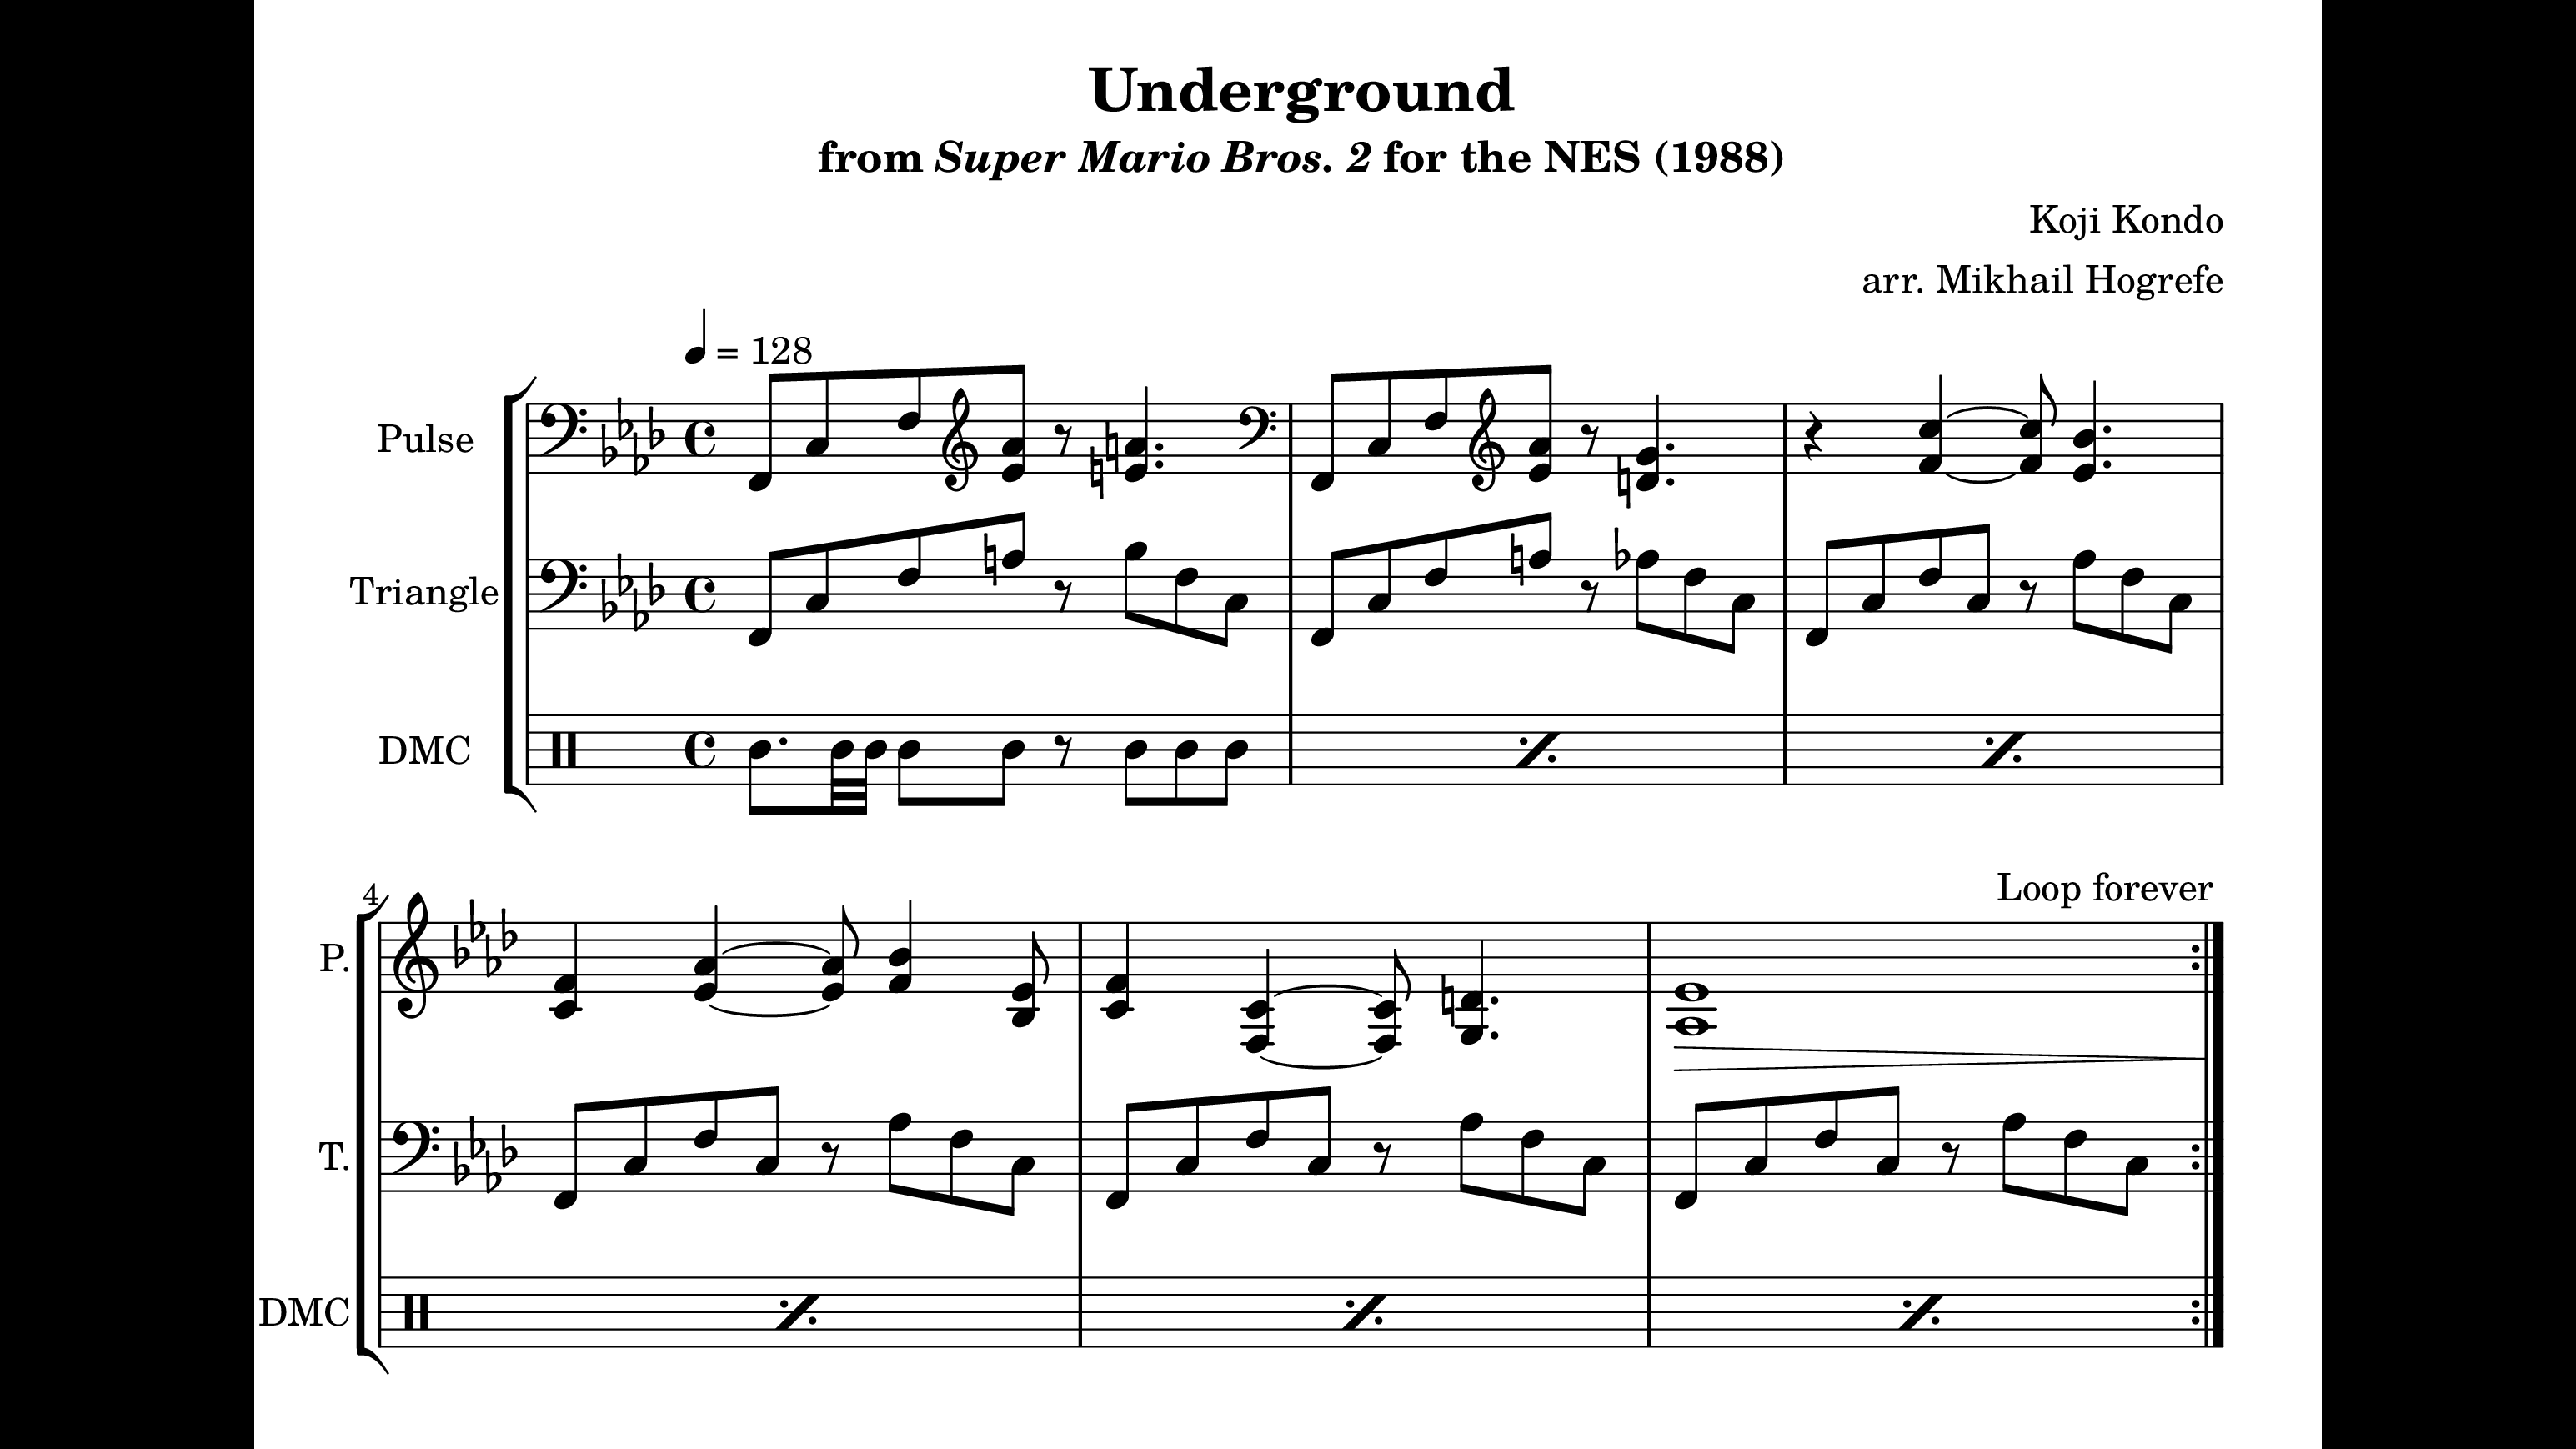 Underground
from Super Mario Bros. 2 for the NES (1988)
Koji Kondo
arr. Mikhail Hogrefe
= 128
Pulse
Triangle
DMC
4
Loop forever
P.
T.
DMC